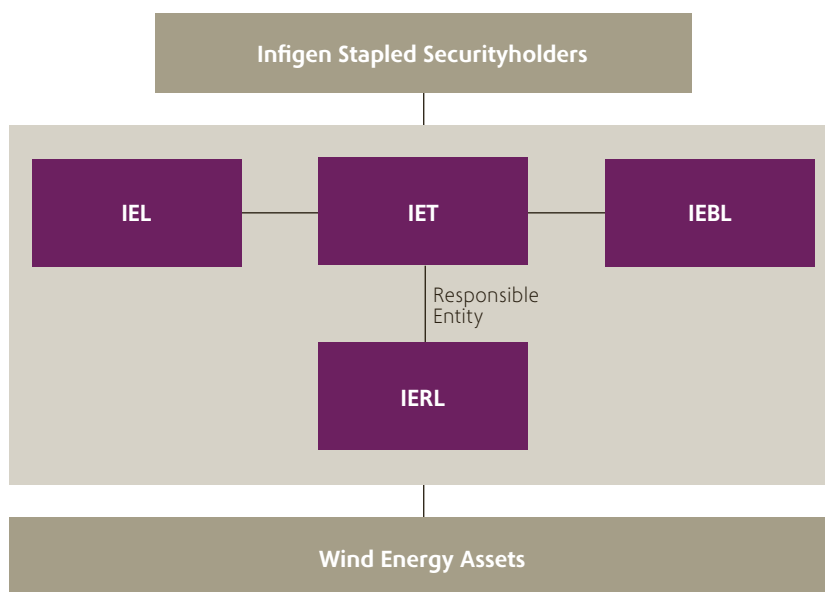 Infigen Stapled Securityholders
IEL
IET
IEBL
Responsible
Entity
IERL
Wind Energy Assets